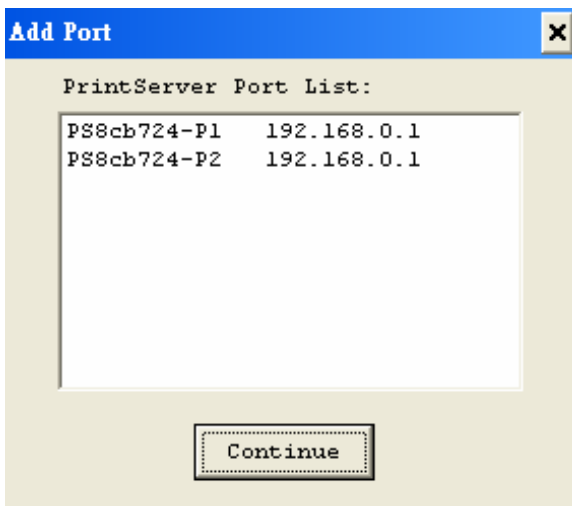 Add Port
PrintServer Port List:
PS8cb724-P1 192.168.0.1
PS8cb724-P2 192.168.0.1
Continue